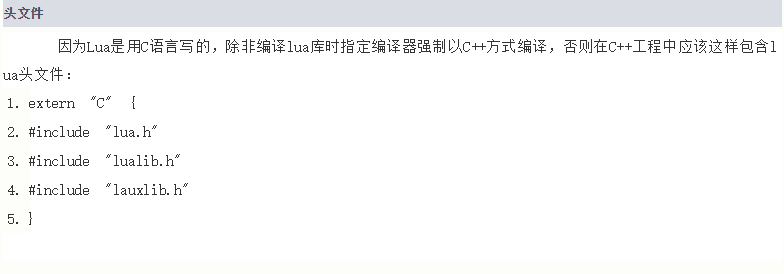 头文件
因为Lua是用C语言写的，除非编译lua库时指定编译器强制以C++方式编译，否则在C++工程中应该这样包含l
ua头文件：
1. extern "C" {
2. #include "lua.h"
3. #include "lualib.h"
4. #include "lauxlib.h"
5. }